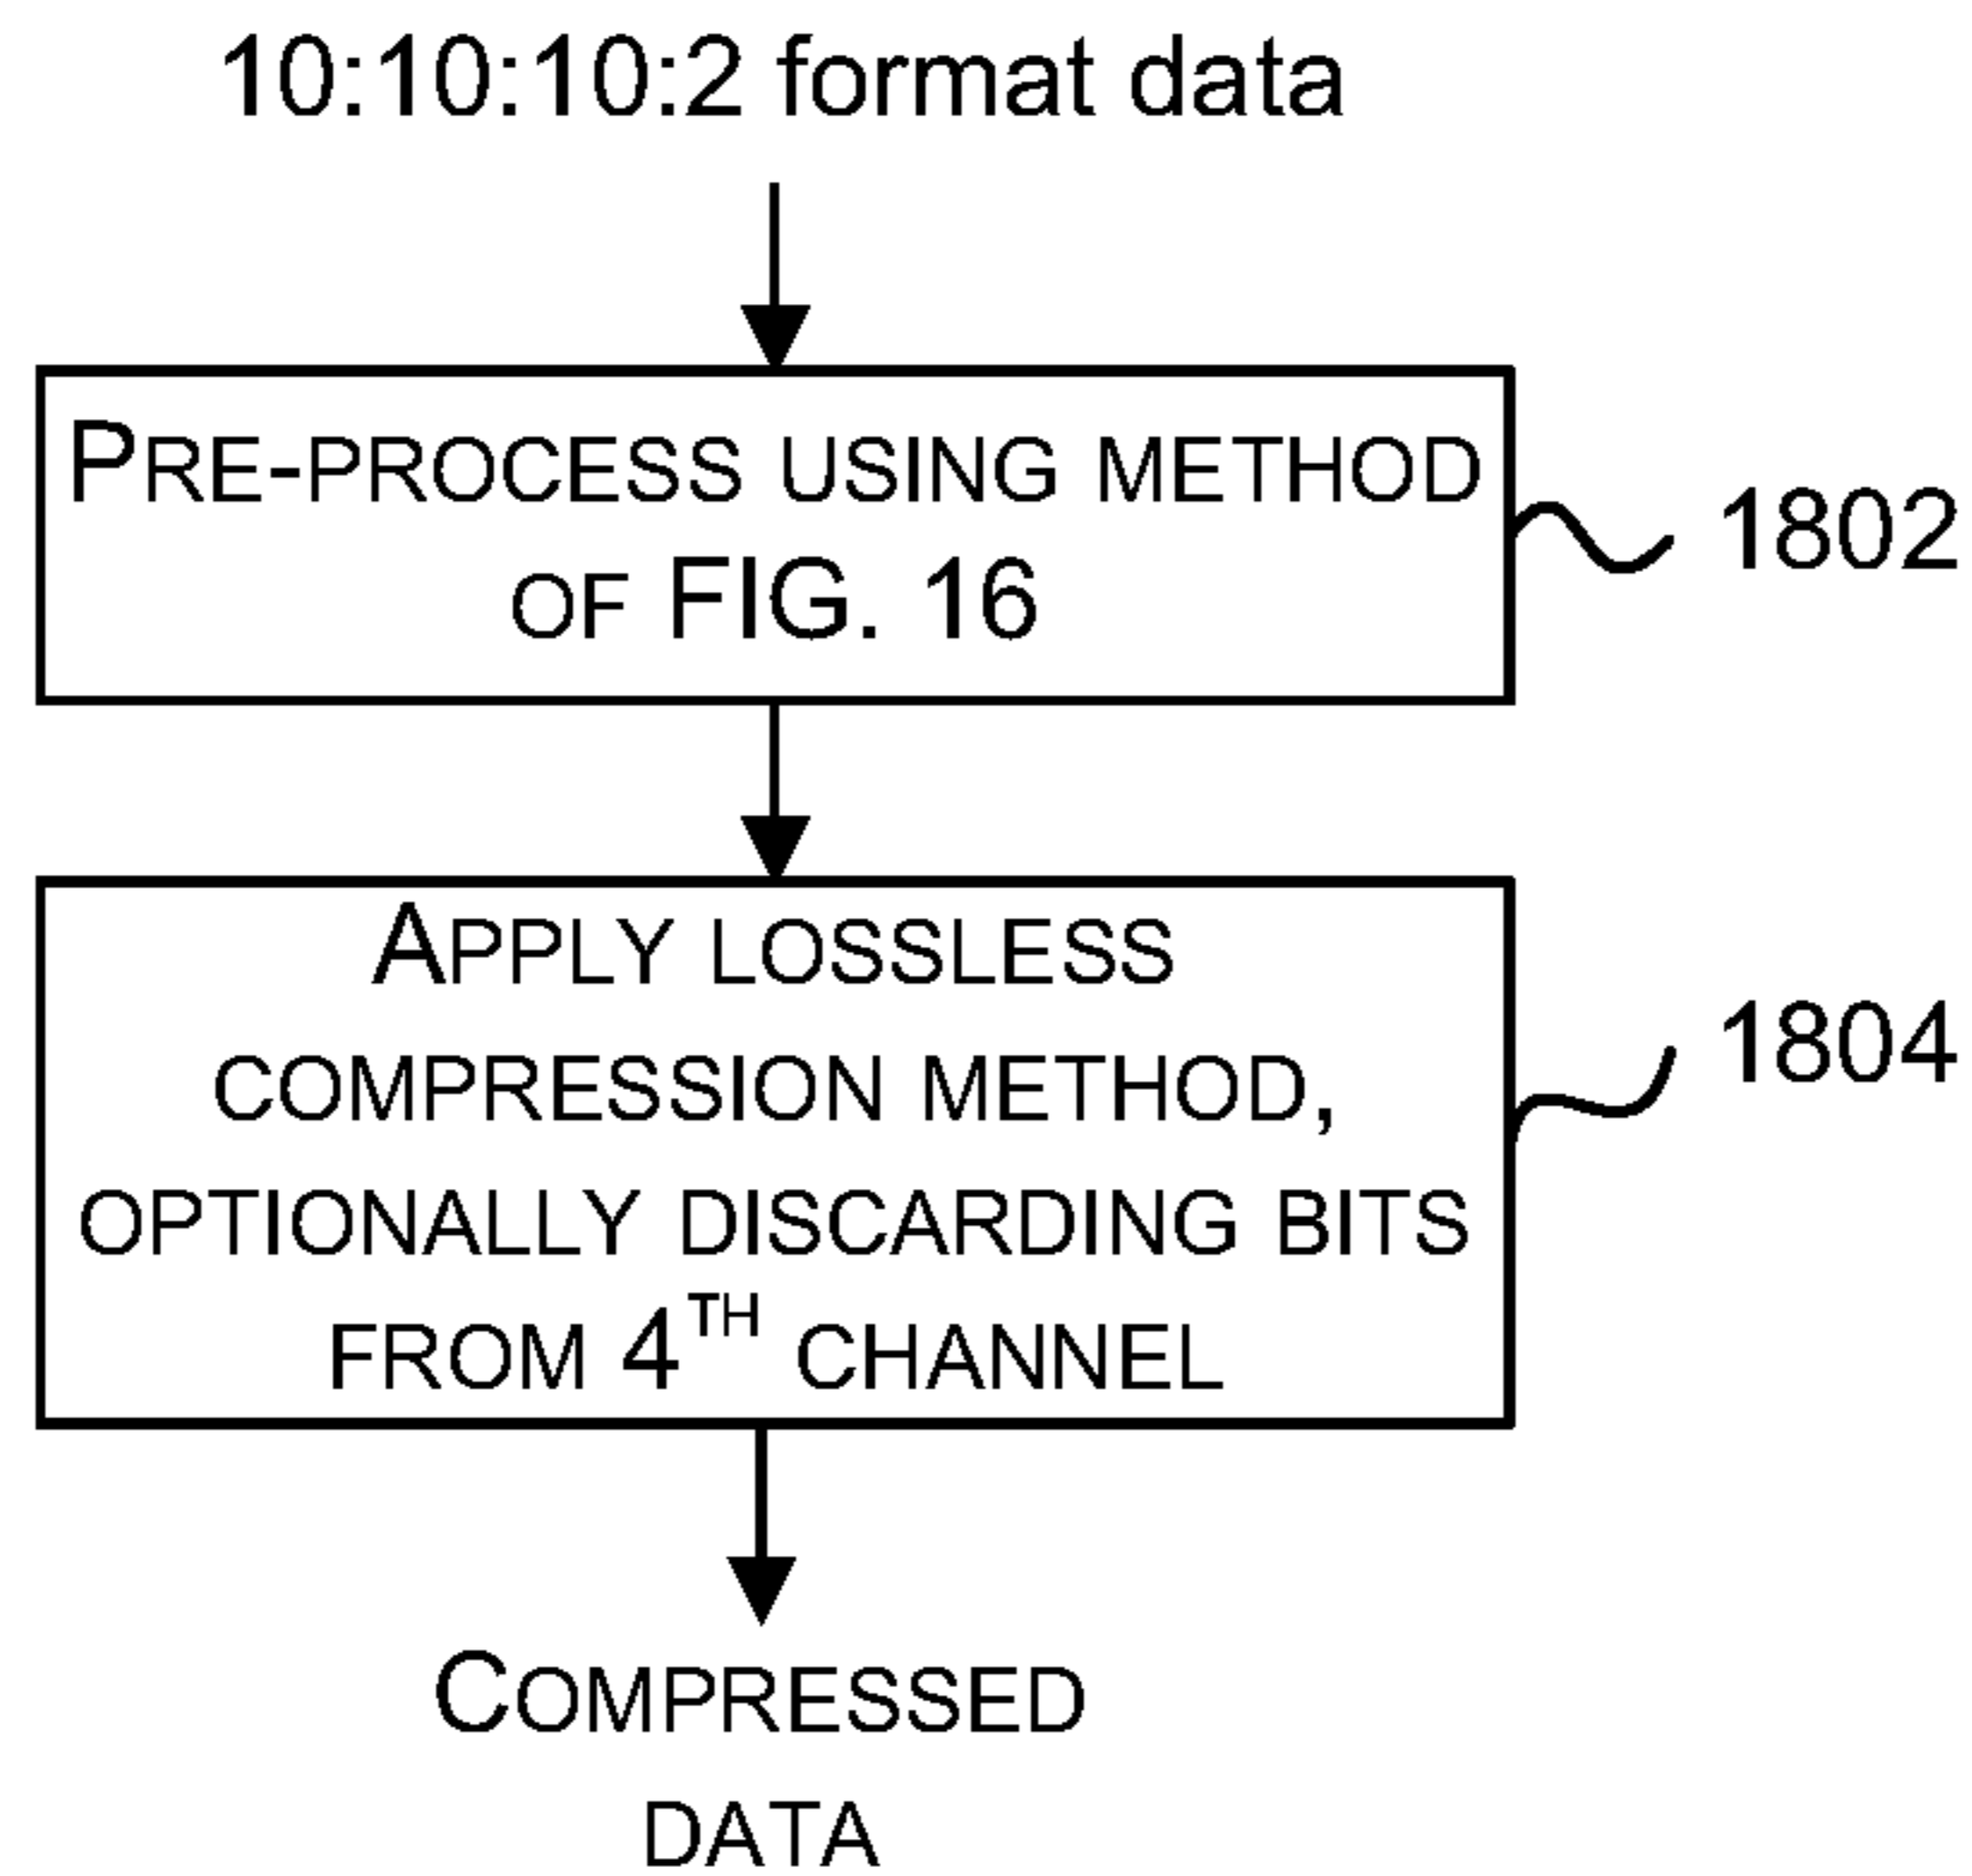 10:10:10:2 format data
PRE-PROCESS USING METHOD
OF FIG. 16
1802
APPLY LOSSLESS
COMPRESSION METHOD,
OPTIONALLY DISCARDING BITS
FROM 4TH CHANNEL
1804
COMPRESSED
DATA